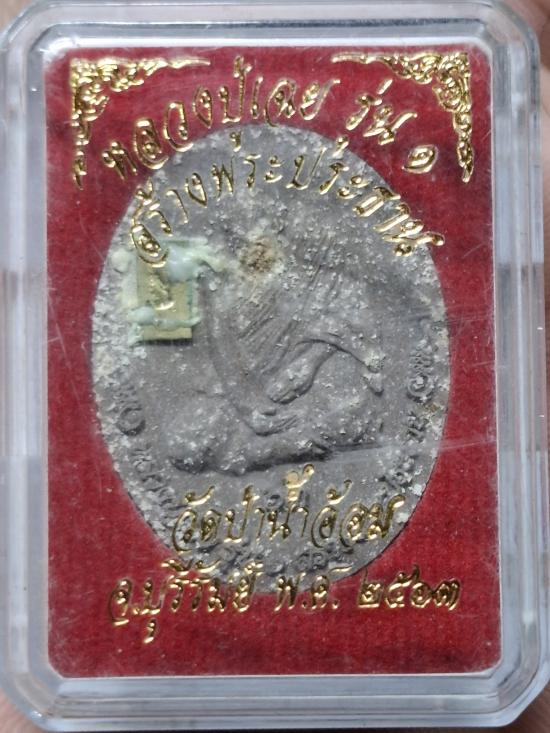 หลวงปู่เฉย รุ่น ๑
สร้างพระประธาน
วัดป่าน้ำอ้อม
จ.บุรีรัมย์ พ.ศ. ๒๕๖๓